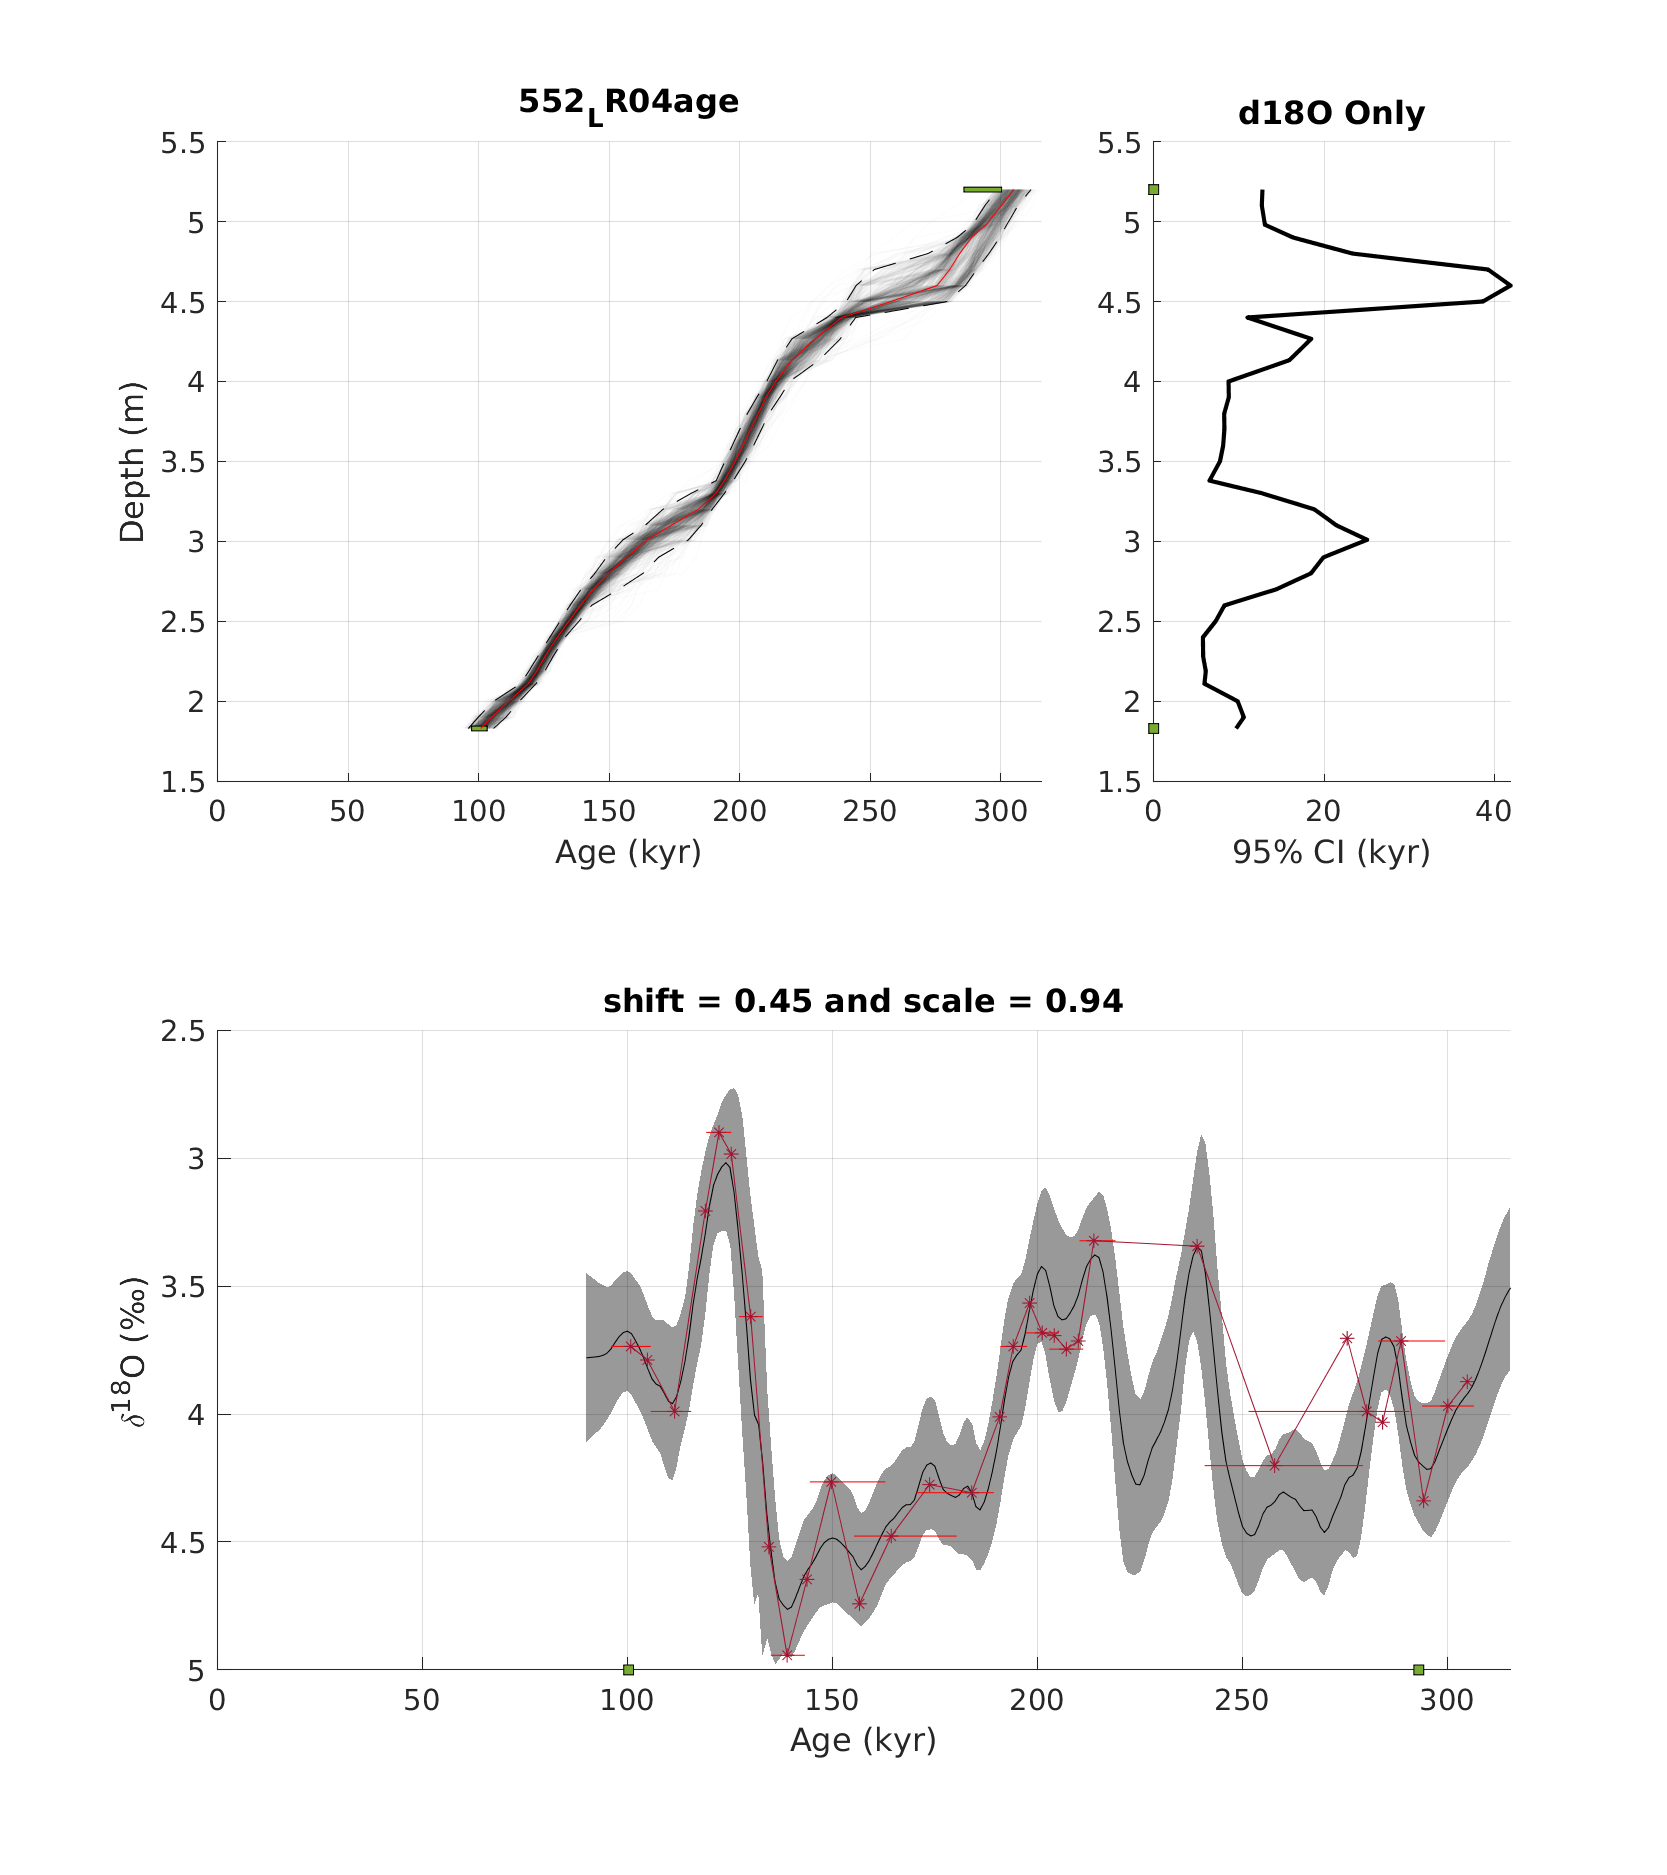 552LR04age
5.5
5
4.5
4
3.5
3
2.5
2
1.5
Depth (m)
0 50 100 150 200 250 300
Age (kyr)
d18O Only
5.5
5
4.5
4
3.5
3
2.5
2
1.5
0 20 40
95% CI (kyr)
shift = 0.45 and scale = 0.94
2.5
3
3.5
4
4.5
5
δ18O (‰)
0 50 100 150 200 250 300
Age (kyr)